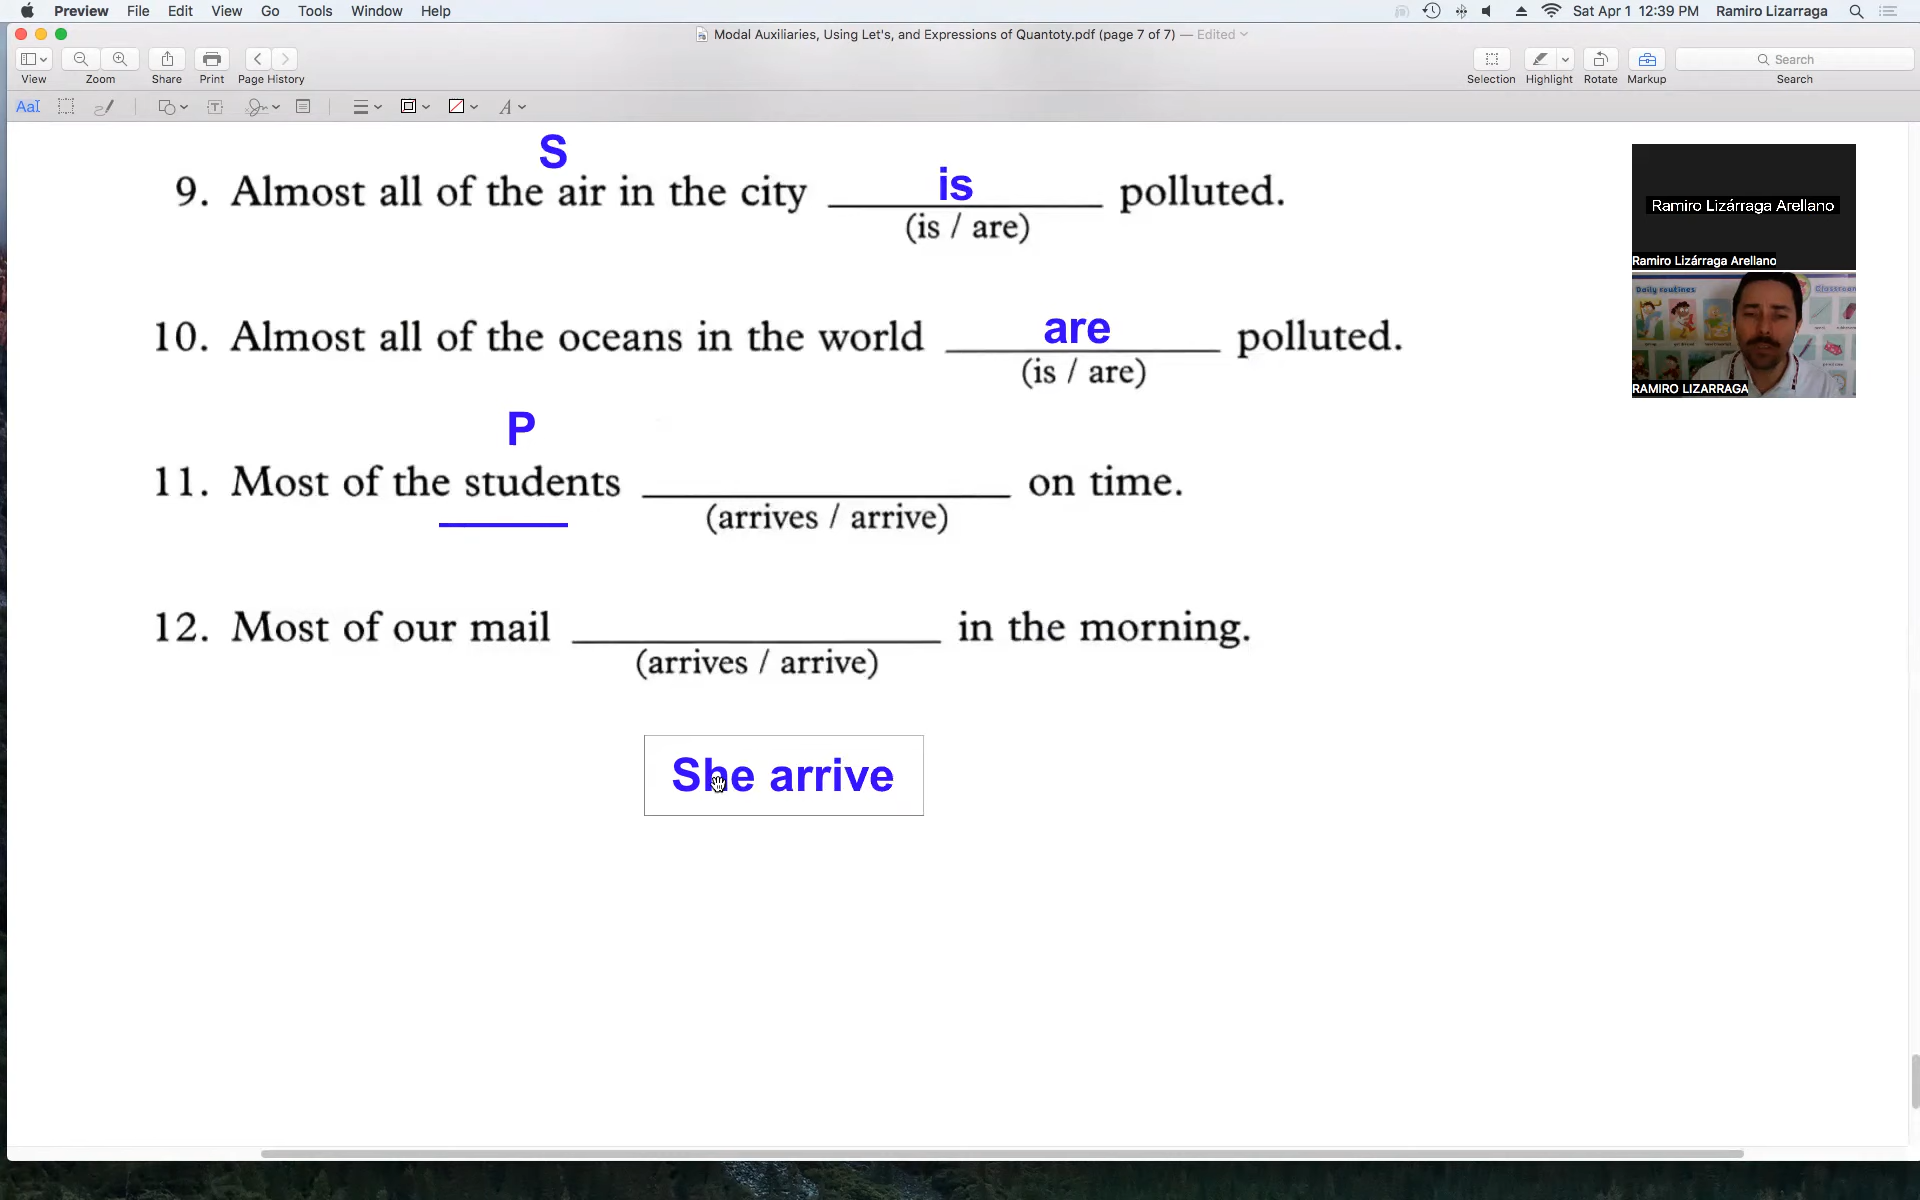 Preview File Edit View Go Tools Window Help Sat Apr 1 12:39 PM Ramiro Lizarraga
Modal Auxiliaries, Using Let's, and Expressions of Quantoty.pdf (page 7 of 7) — Edited
View Zoom Share Print Page History Selection Highlight Rotate Markup Search
Search
AaI T A
S
9. Almost all of the air in the city is polluted.
(is / are)
10. Almost all of the oceans in the world are polluted.
(is / are)
P
11. Most of the students ______ on time.
(arrives / arrive)
12. Most of our mail ______ in the morning.
(arrives / arrive)
She arrive
Ramiro Lizárraga Arellano
Ramiro Lizárraga Arellano
Daily routines
RAMIRO LIZARRAGA